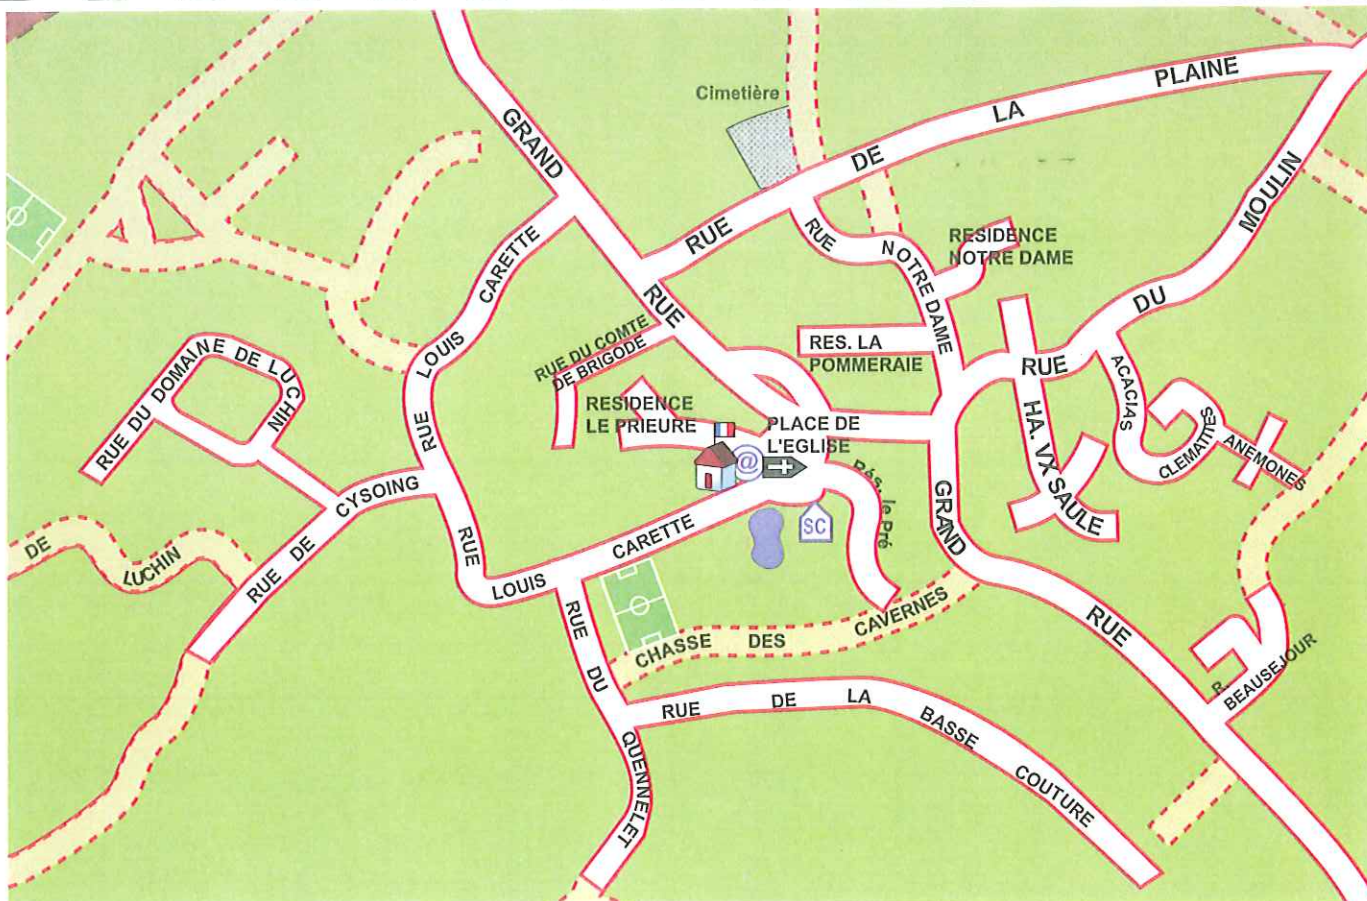 Cimetière
GRAND
RUE
RUE DE LA PLAINE
RUE
NOTRE DAME
RESIDENCE
NOTRE DAME
RUE DU MOULIN
RUE LOUIS CARETTE
RUE DU COMTE
DE BRIGODE
RES. LA
POMMERAIE
RESIDENCE
LE PRIEURE
PLACE DE
L'EGLISE
@
SC
Rés. le Pré
HA. VX SAULE
ACACIAS
CLEMATITES
ANEMONES
RUE DU DOMAINE DE LUCHIN
RUE DE CYSOING
DE LUCHIN
RUE LOUIS CARETTE
GRAND RUE
CHASSE DES CAVERNES
RUE DU QUENNELET
RUE DE LA BASSE COUTURE
R.
BEAUSEJOUR